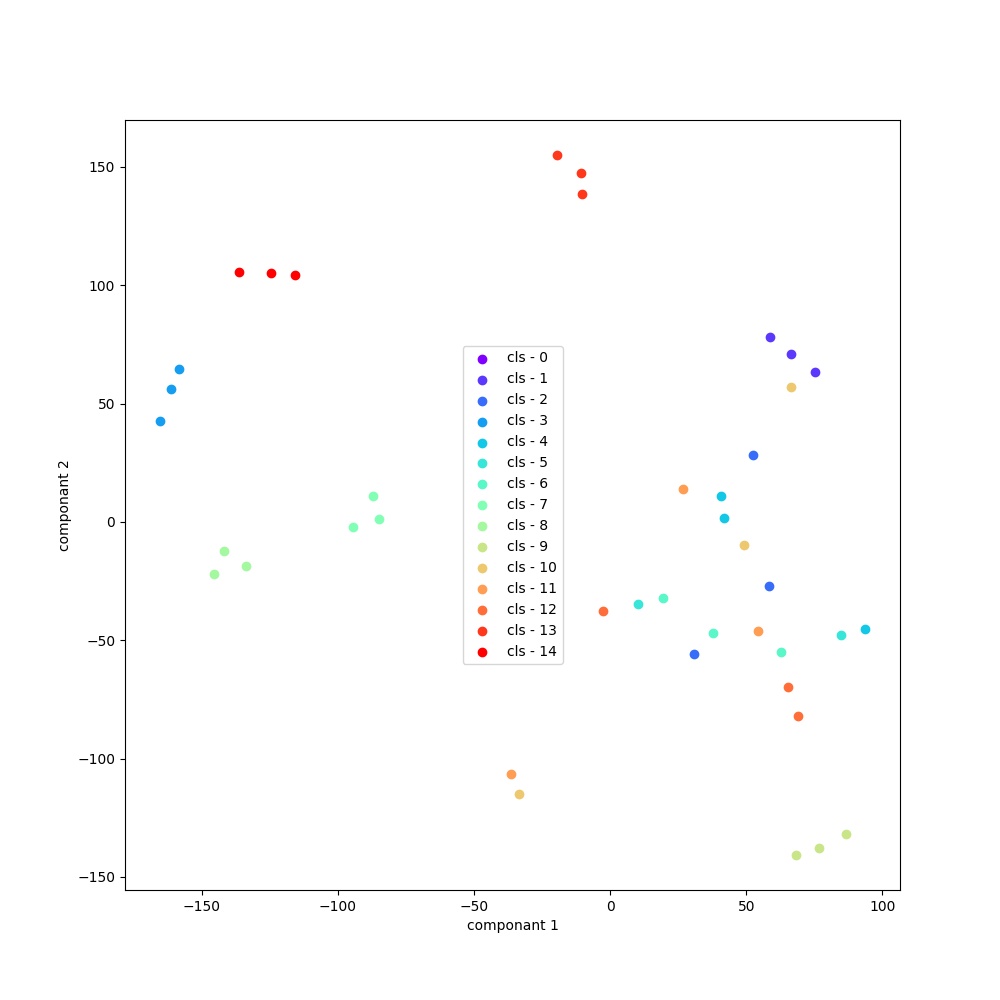 150
100
50
0
−50
−100
−150
componant 2
cls - 0
cls - 1
cls - 2
cls - 3
cls - 4
cls - 5
cls - 6
cls - 7
cls - 8
cls - 9
cls - 10
cls - 11
cls - 12
cls - 13
cls - 14
−150 −100 −50 0 50 100
componant 1